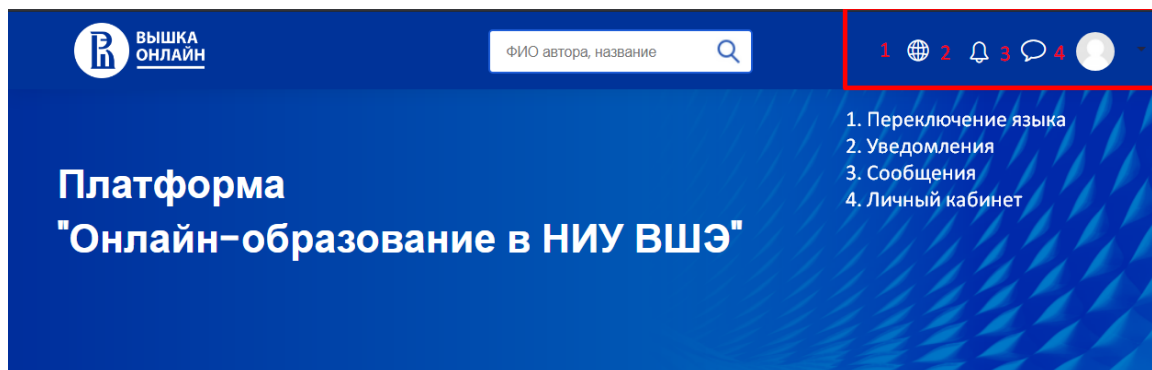 ВЫШКА
ОНЛАЙН
ФИО автора, название
1 2 3 4
1. Переключение языка
2. Уведомления
3. Сообщения
4. Личный кабинет
Платформа
"Онлайн-образование в НИУ ВШЭ"